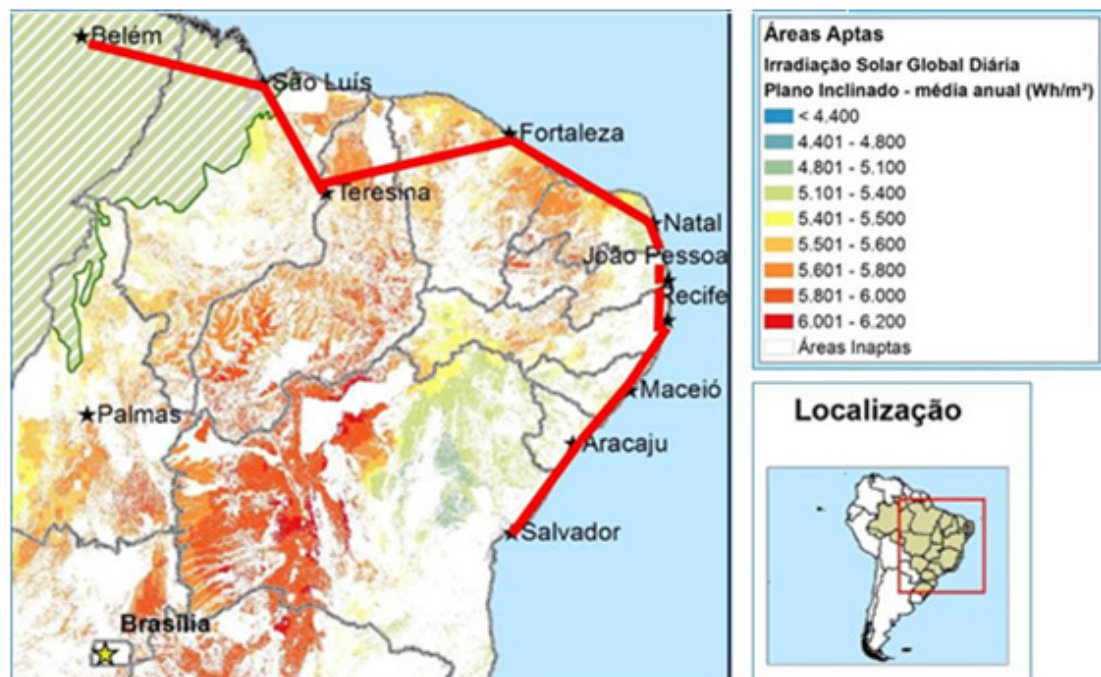 Belém
São Luís
Fortaleza
Teresina
Natal
João Pessoa
Recife
Maceió
Palmas
Aracaju
Salvador
Brasília
Áreas Aptas
Irradiação Solar Global Diária
Plano Inclinado - média anual (Wh/m²)
< 4.400
4.401 - 4.800
4.801 - 5.100
5.101 - 5.400
5.401 - 5.500
5.501 - 5.600
5.601 - 5.800
5.801 - 6.000
6.001 - 6.200
Áreas Inaptas
Localização